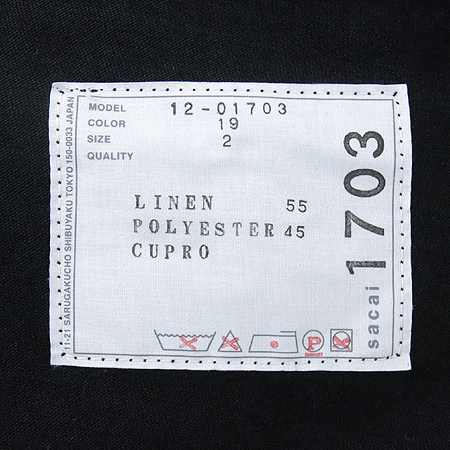 MODEL 12-01703
COLOR 19
SIZE 2
QUALITY
LINEN 55
POLYESTER 45
CUPRO
P
sacai 1703
11-21 SARUGAKUCHO SHIBUYAKU TOKYO 150-0033 JAPAN